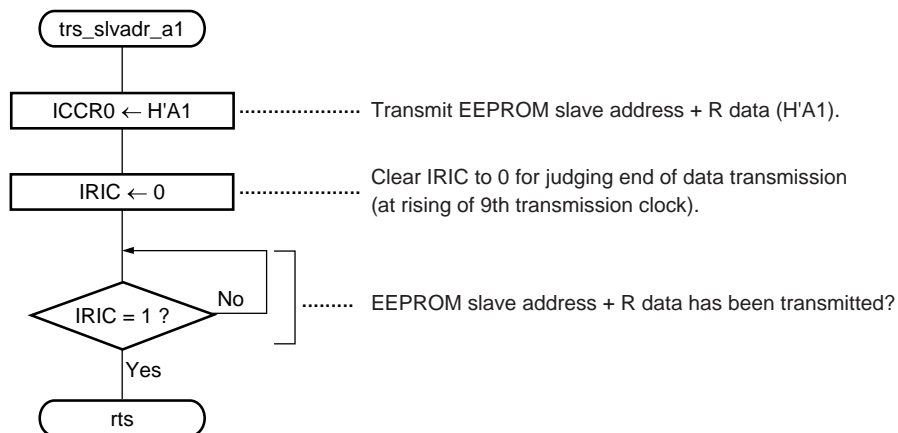 trs_slvadr_a1
ICCR0 ← H'A1
Transmit EEPROM slave address + R data (H'A1).
IRIC ← 0
Clear IRIC to 0 for judging end of data transmission
(at rising of 9th transmission clock).
No
IRIC = 1 ?
EEPROM slave address + R data has been transmitted?
Yes
rts